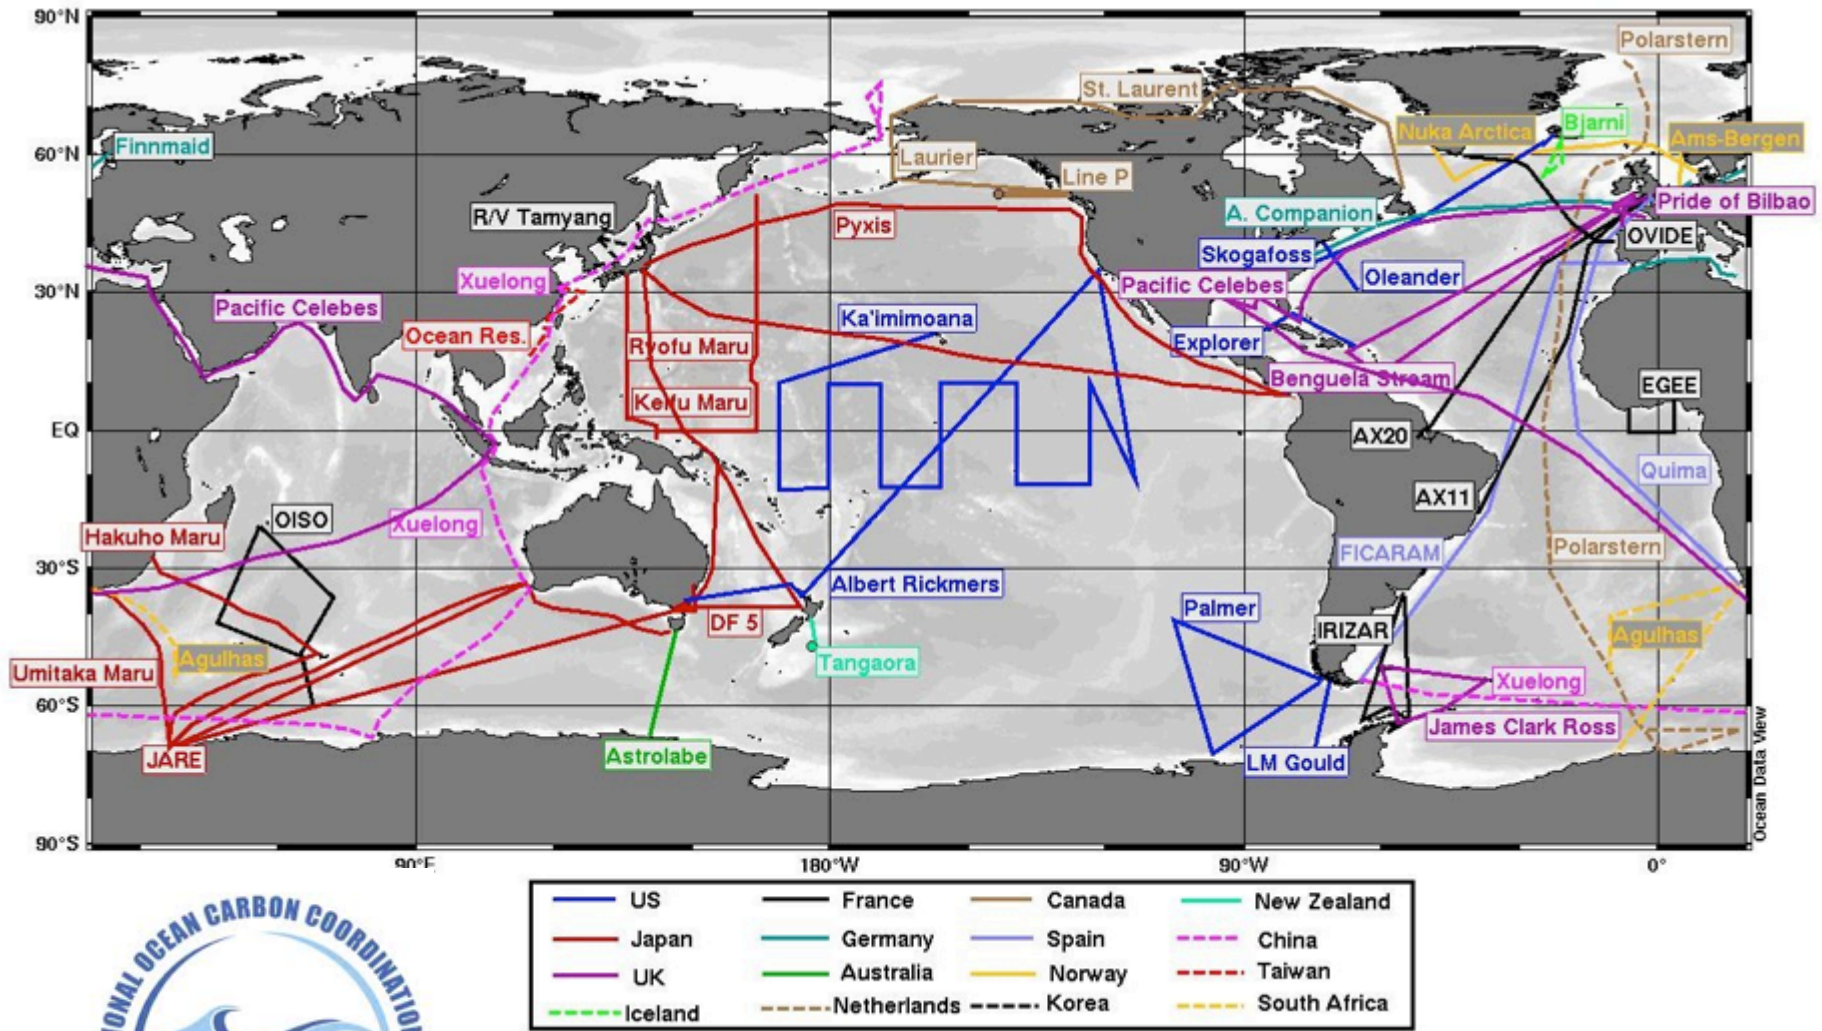 90°N
Polarstern
St. Laurent
Nuka Arctica
Bjarni
Ams-Bergen
60°N
Finnmaid
Laurier
Line P
R/V Tamyang
Pyxis
A. Companion
Pride of Bilbao
OVIDE
Skogafoss
Oleander
Xuelong
Pacific Celebes
30°N
Pacific Celebes
Ka'imimoana
Ocean Res.
Ryofu Maru
Explorer
Benguela Stream
EGEE
Keifu Maru
EQ
AX20
Quima
AX11
OISO
Xuelong
Hakuho Maru
FICARAM
Polarstern
30°S
Albert Rickmers
Palmer
DF 5
IRIZAR
Agulhas
Agulhas
Tangaora
Umitaka Maru
Xuelong
60°S
James Clark Ross
JARE
Astrolabe
LM Gould
Ocean Data View
90°S
90°E
180°W
90°W
0°
US
France
Canada
New Zealand
Japan
Germany
Spain
China
UK
Australia
Norway
Taiwan
Iceland
Netherlands
Korea
South Africa
ONAL OCEAN CARBON COORDINATION